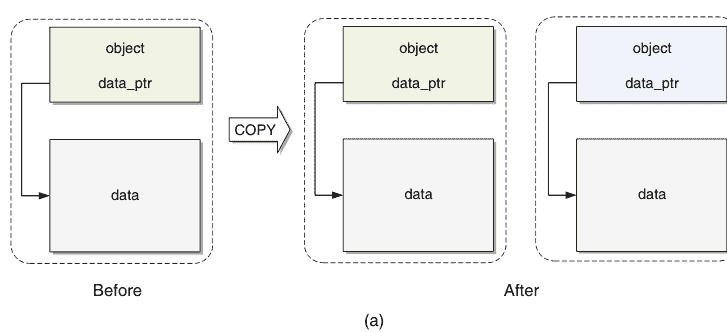 object
data_ptr
data
COPY
object
data_ptr
data
object
data_ptr
data
Before
After
(a)